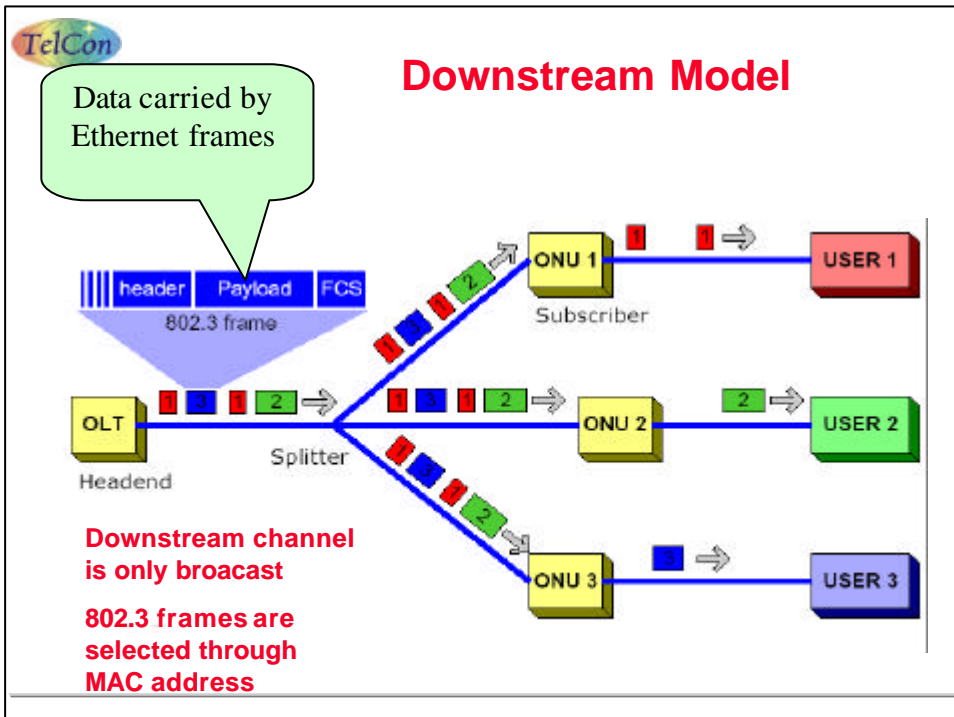 TelCon
Downstream Model
Data carried by
Ethernet frames
header Payload FCS
802.3 frame
1 3 1 2
ONU 1
Subscriber
1 1
USER 1
OLT
Headend
1 3 1 2
Splitter
1 3 1 2
ONU 2
2
USER 2
1 3 1 2
ONU 3
3
USER 3
Downstream channel
is only broacast
802.3 frames are
selected through
MAC address